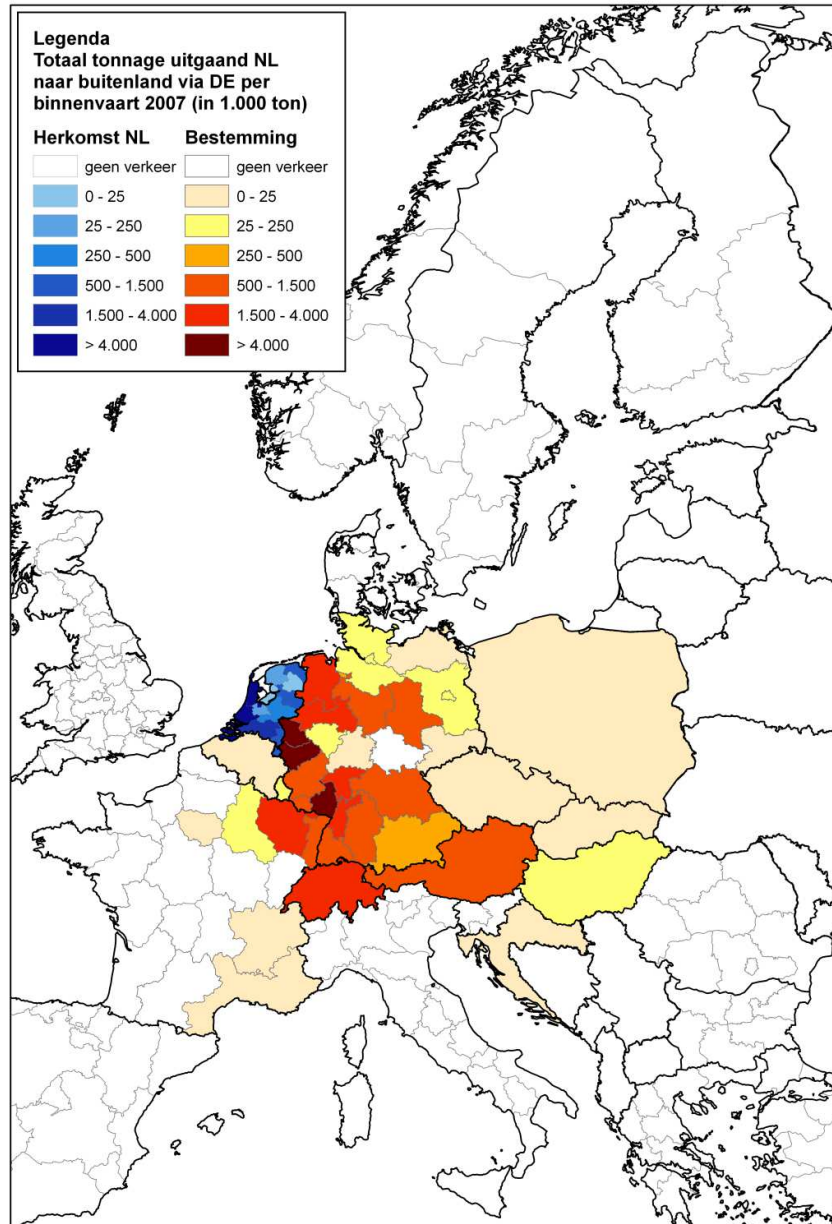 Legenda
Totaal tonnage uitgaand NL
naar buitenland via DE per
binnenvaart 2007 (in 1.000 ton)
Herkomst NL Bestemming
geen verkeer geen verkeer
0 - 25 0 - 25
25 - 250 25 - 250
250 - 500 250 - 500
500 - 1.500 500 - 1.500
1.500 - 4.000 1.500 - 4.000
> 4.000 > 4.000